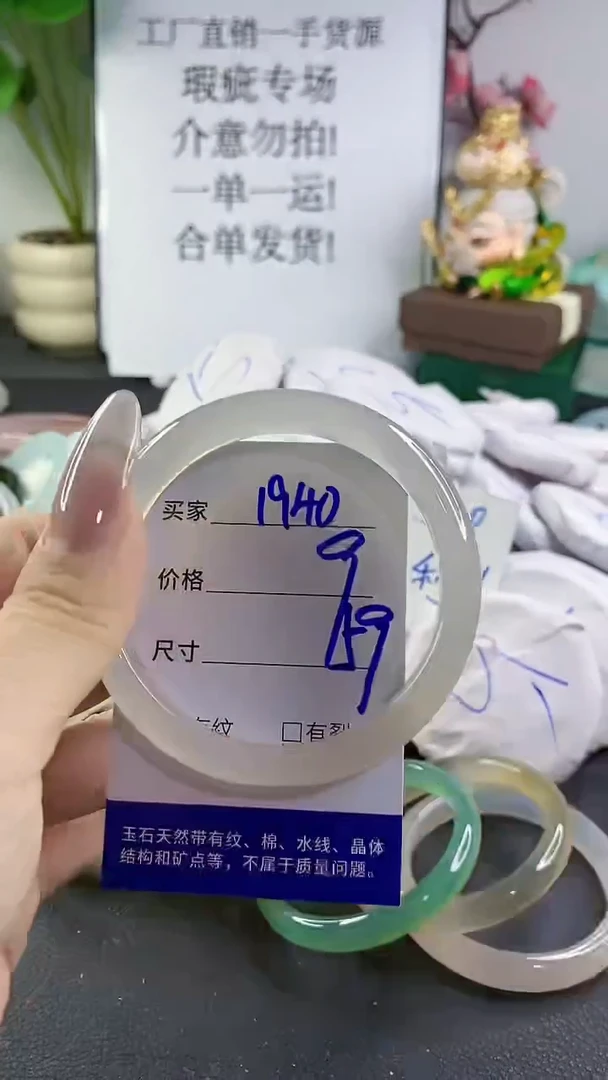 工厂直销一手货源
瑕疵专场
介意勿拍!
一单一运!
合单发货!
买家 1940
价格 9
尺寸 59
纹 □有裂
玉石天然带有纹、棉、水线、晶体
结构和矿点等，不属于质量问题。